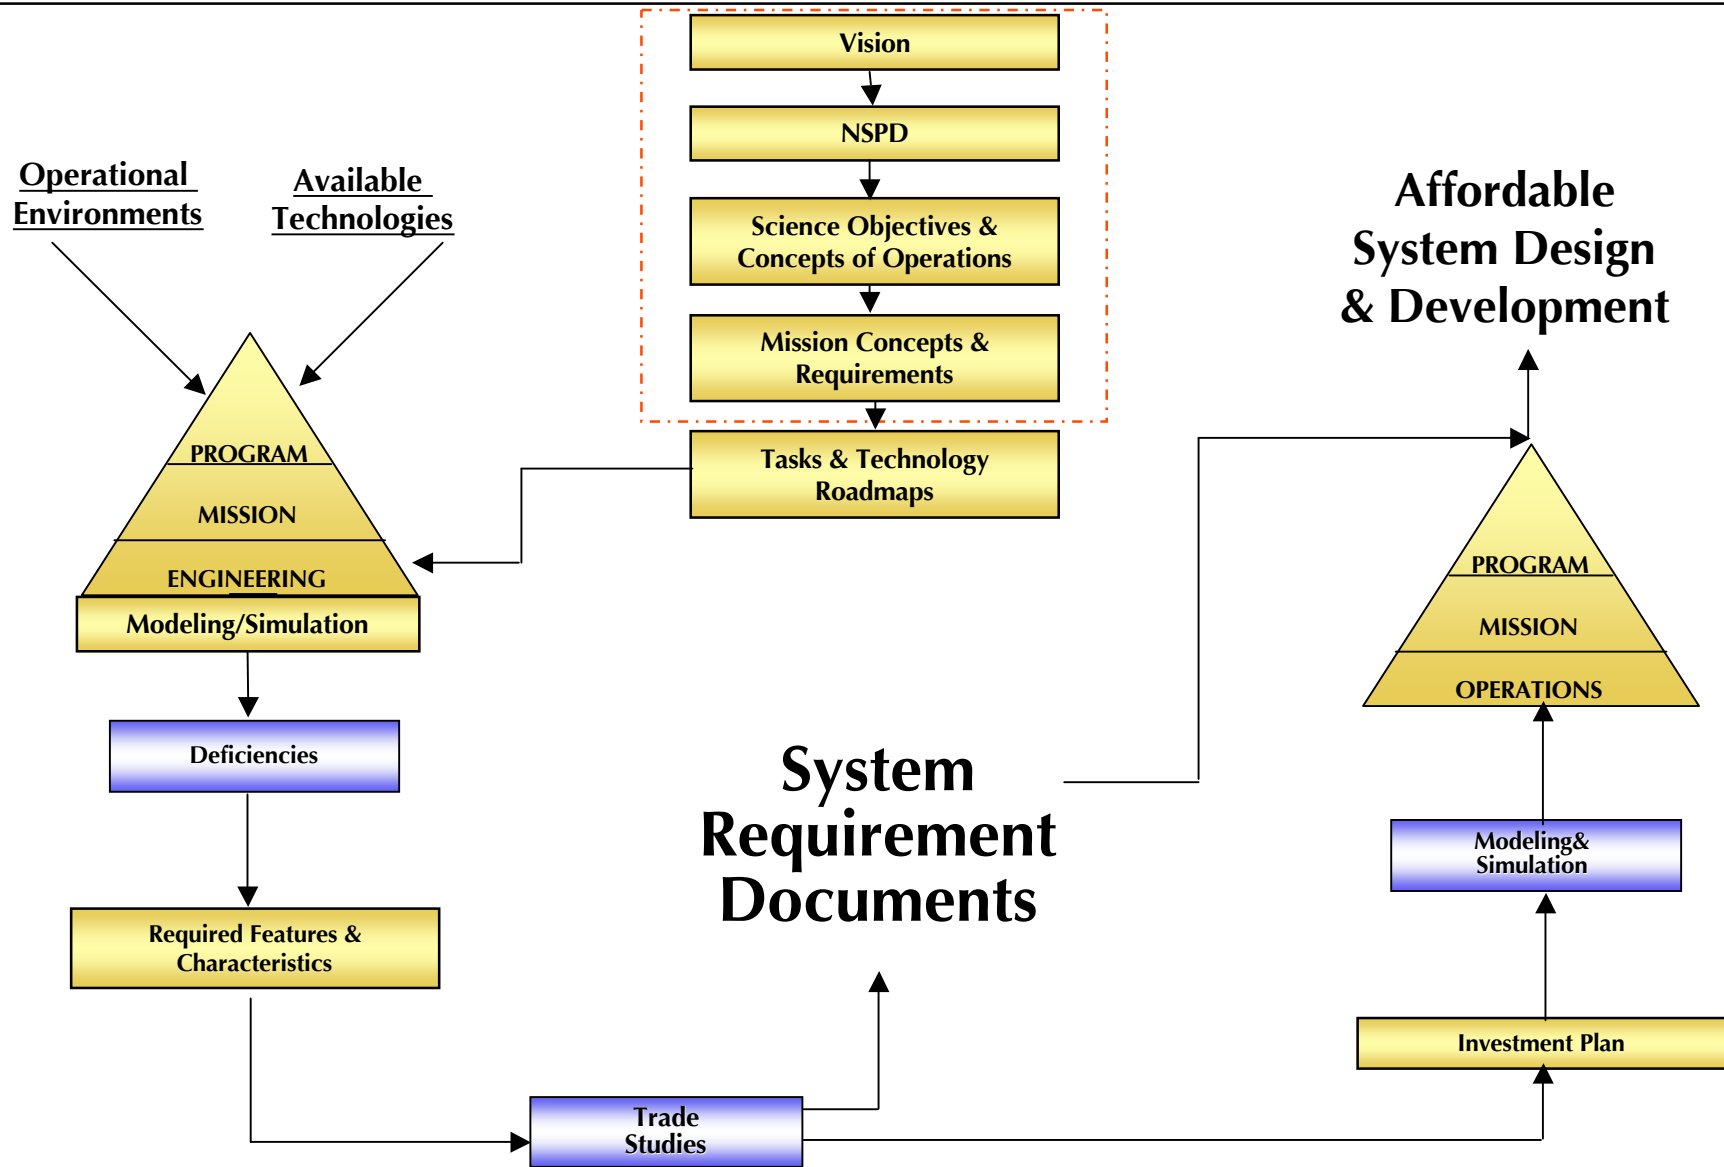 Vision
NSPD
Science Objectives &
Concepts of Operations
Mission Concepts &
Requirements
Tasks & Technology
Roadmaps
Operational
Environments
Available
Technologies
PROGRAM
MISSION
ENGINEERING
Modeling/Simulation
Deficiencies
Required Features &
Characteristics
Trade
Studies
System
Requirement
Documents
Affordable
System Design
& Development
PROGRAM
MISSION
OPERATIONS
Modeling&
Simulation
Investment Plan